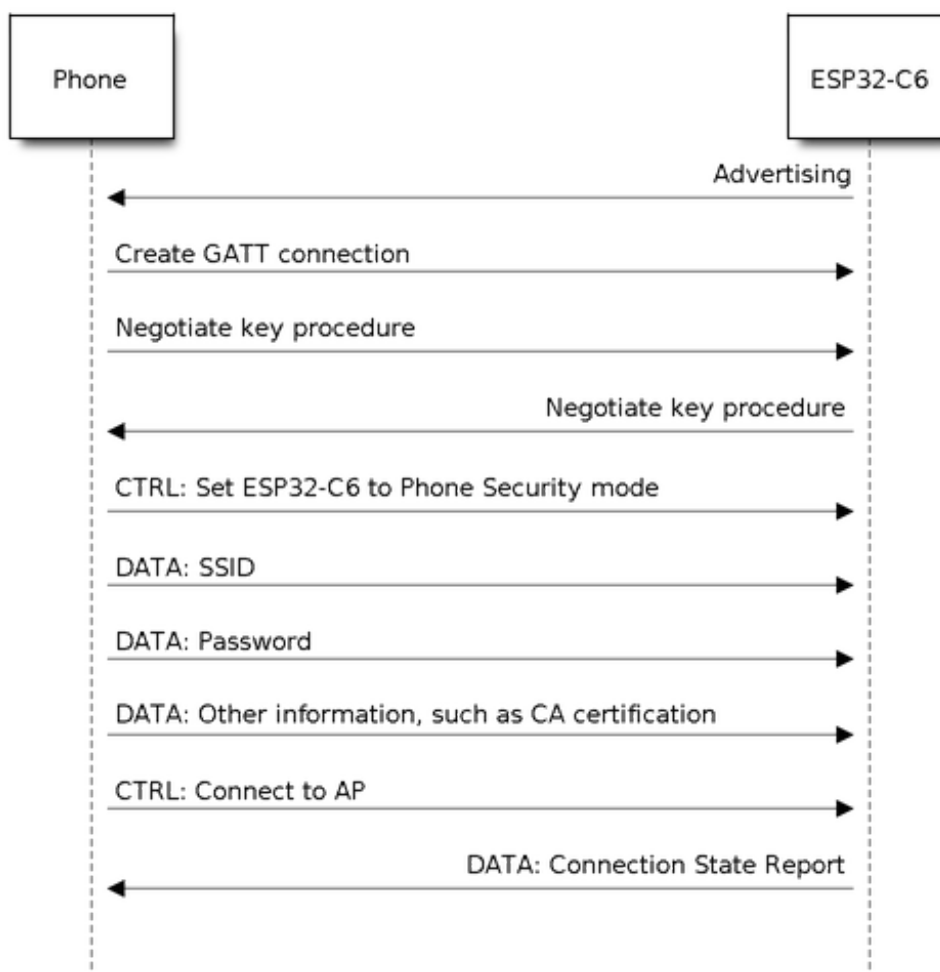 Phone
ESP32-C6
Advertising
Create GATT connection
Negotiate key procedure
Negotiate key procedure
CTRL: Set ESP32-C6 to Phone Security mode
DATA: SSID
DATA: Password
DATA: Other information, such as CA certification
CTRL: Connect to AP
DATA: Connection State Report